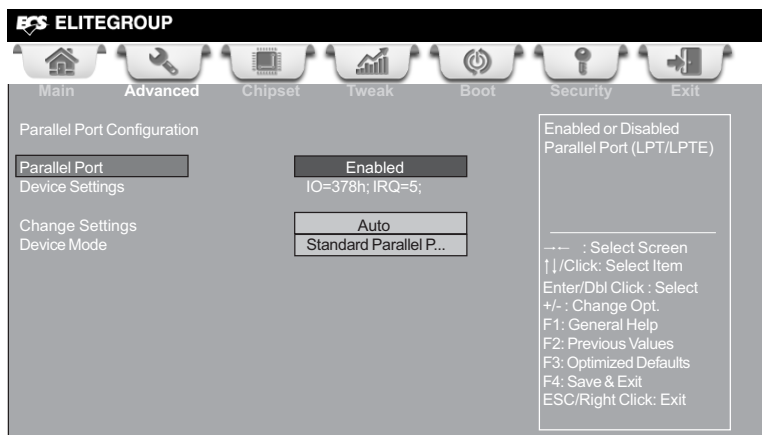 ECS ELITEGROUP
Main Advanced Chipset Tweak Boot Security Exit
Parallel Port Configuration
Parallel Port Enabled
Device Settings IO=378h; IRQ=5;
Change Settings Auto
Device Mode Standard Parallel P...
Enabled or Disabled
Parallel Port (LPT/LPTE)
→← : Select Screen
↑↓/Click: Select Item
Enter/Dbl Click : Select
+/- : Change Opt.
F1: General Help
F2: Previous Values
F3: Optimized Defaults
F4: Save & Exit
ESC/Right Click: Exit